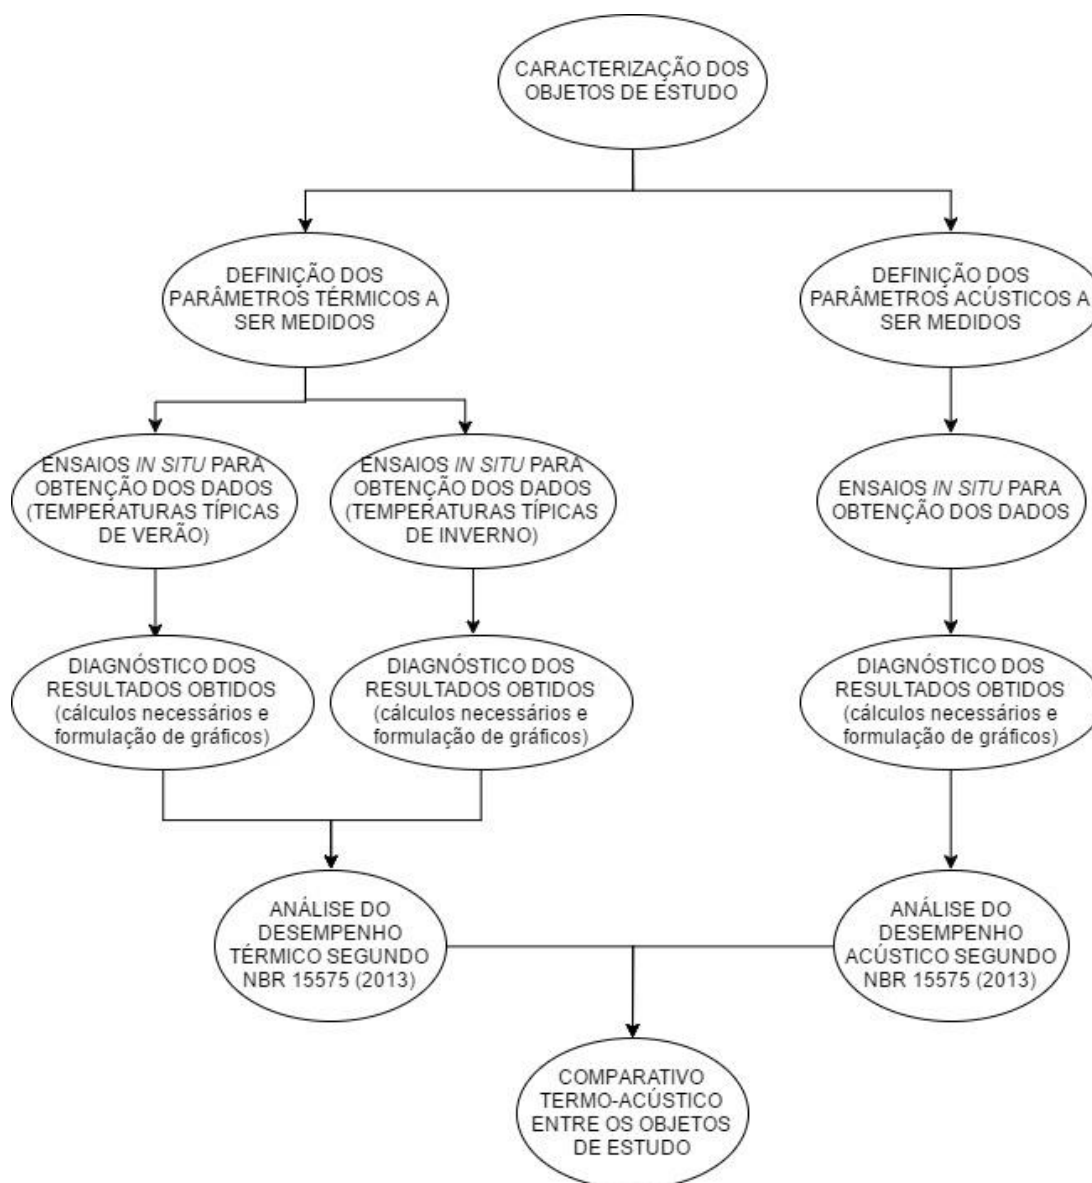 CARACTERIZAÇÃO DOS
OBJETOS DE ESTUDO
DEFINIÇÃO DOS
PARÂMETROS TÉRMICOS A
SER MEDIDOS
DEFINIÇÃO DOS
PARÂMETROS ACÚSTICOS A
SER MEDIDOS
ENSAIOS IN SITU PARA
OBTENÇÃO DOS DADOS
(TEMPERATURAS TÍPICAS
DE VERÃO)
ENSAIOS IN SITU PARA
OBTENÇÃO DOS DADOS
(TEMPERATURAS TÍPICAS
DE INVERNO)
ENSAIOS IN SITU PARA
OBTENÇÃO DOS DADOS
DIAGNÓSTICO DOS
RESULTADOS OBTIDOS
(cálculos necessários e
formulação de gráficos)
DIAGNÓSTICO DOS
RESULTADOS OBTIDOS
(cálculos necessários e
formulação de gráficos)
DIAGNÓSTICO DOS
RESULTADOS OBTIDOS
(cálculos necessários e
formulação de gráficos)
ANÁLISE DO
DESEMPENHO
TÉRMICO SEGUNDO
NBR 15575 (2013)
ANÁLISE DO
DESEMPENHO
ACÚSTICO SEGUNDO
NBR 15575 (2013)
COMPARATIVO
TERMO-ACÚSTICO
ENTRE OS OBJETOS
DE ESTUDO